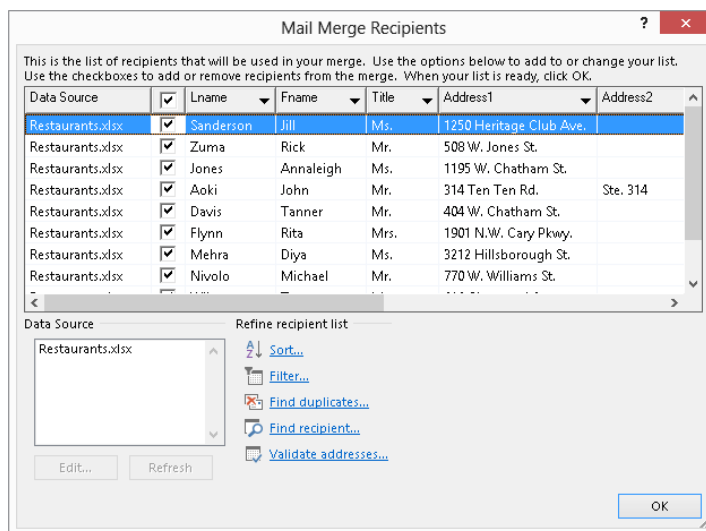 Mail Merge Recipients ? ×
This is the list of recipients that will be used in your merge. Use the options below to add to or change your list.
Use the checkboxes to add or remove recipients from the merge. When your list is ready, click OK.
Data Source Lname Fname Title Address1 Address2
Restaurants.xlsx Sanderson Jill Ms. 1250 Heritage Club Ave.
Restaurants.xlsx Zuma Rick Mr. 508 W. Jones St.
Restaurants.xlsx Jones Annaleigh Ms. 1195 W. Chatham St.
Restaurants.xlsx Aoki John Mr. 314 Ten Ten Rd. Ste. 314
Restaurants.xlsx Davis Tanner Mr. 404 W. Chatham St.
Restaurants.xlsx Flynn Rita Mrs. 1901 N.W. Cary Pkwy.
Restaurants.xlsx Mehra Diya Ms. 3212 Hillsborough St.
Restaurants.xlsx Nivolo Michael Mr. 770 W. Williams St.
Data Source Refine recipient list
Restaurants.xlsx
Sort...
Filter...
Find duplicates...
Find recipient...
Validate addresses...
Edit... Refresh
OK